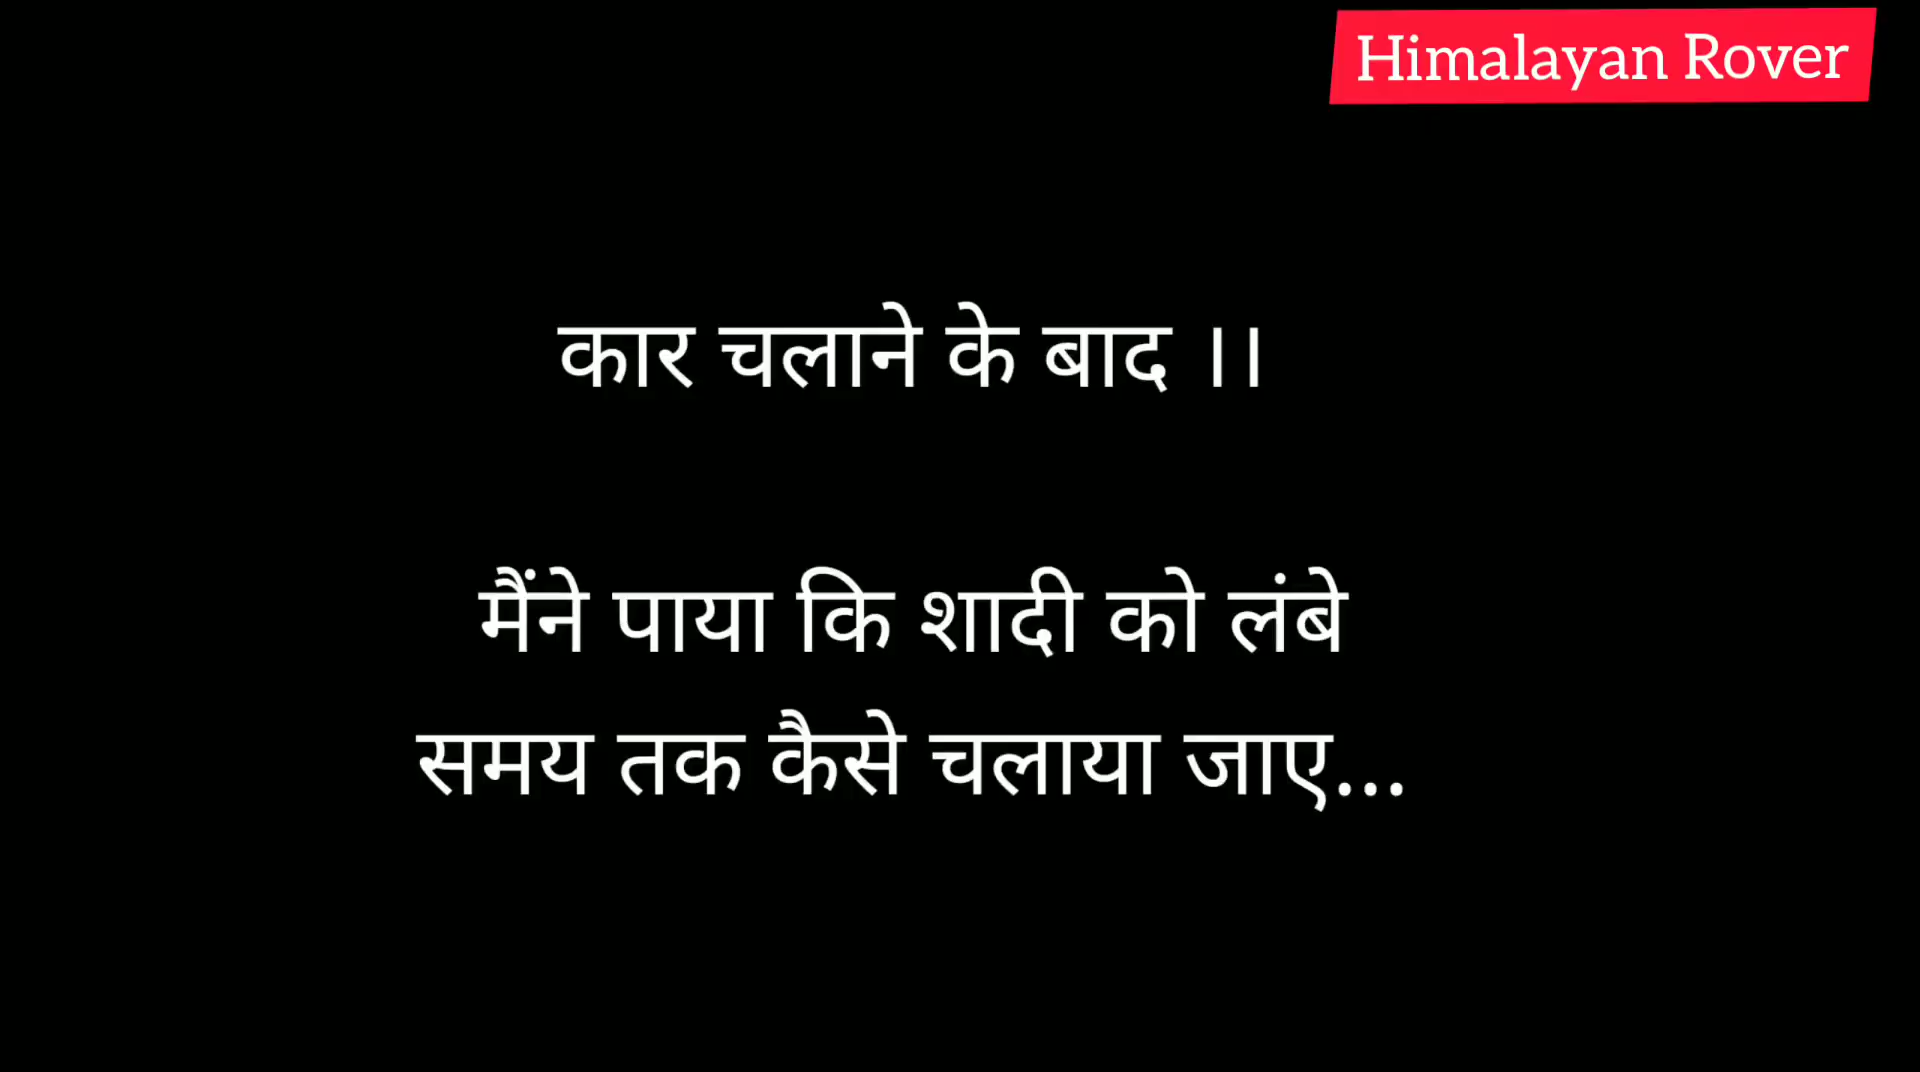 Himalayan Rover
कार चलाने के बाद ।।
मैंने पाया कि शादी को लंबे
समय तक कैसे चलाया जाए...